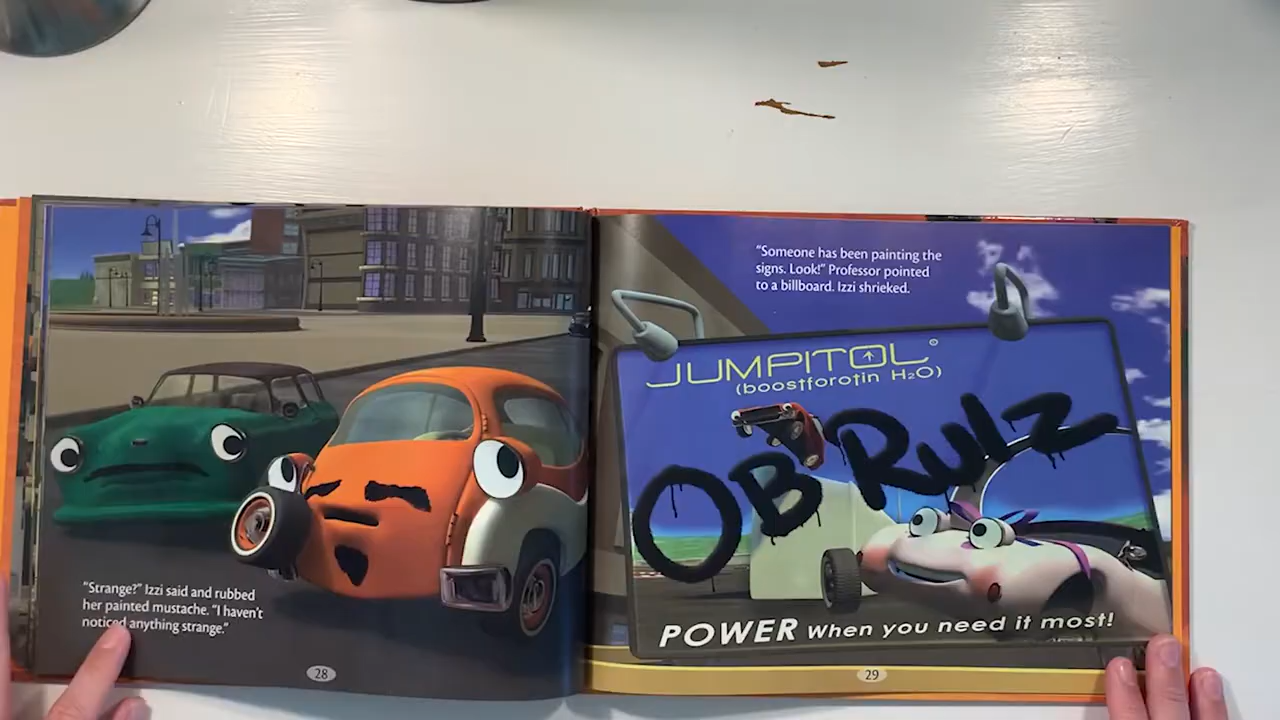 "Strange?" Izzi said and rubbed
her painted mustache. "I haven't
noticed anything strange."
28
"Someone has been painting the
signs. Look!" Professor pointed
to a billboard. Izzi shrieked.
JUMPITOL
(boostforotin H₂O)
OB Rulz
POWER When you need it most!
29